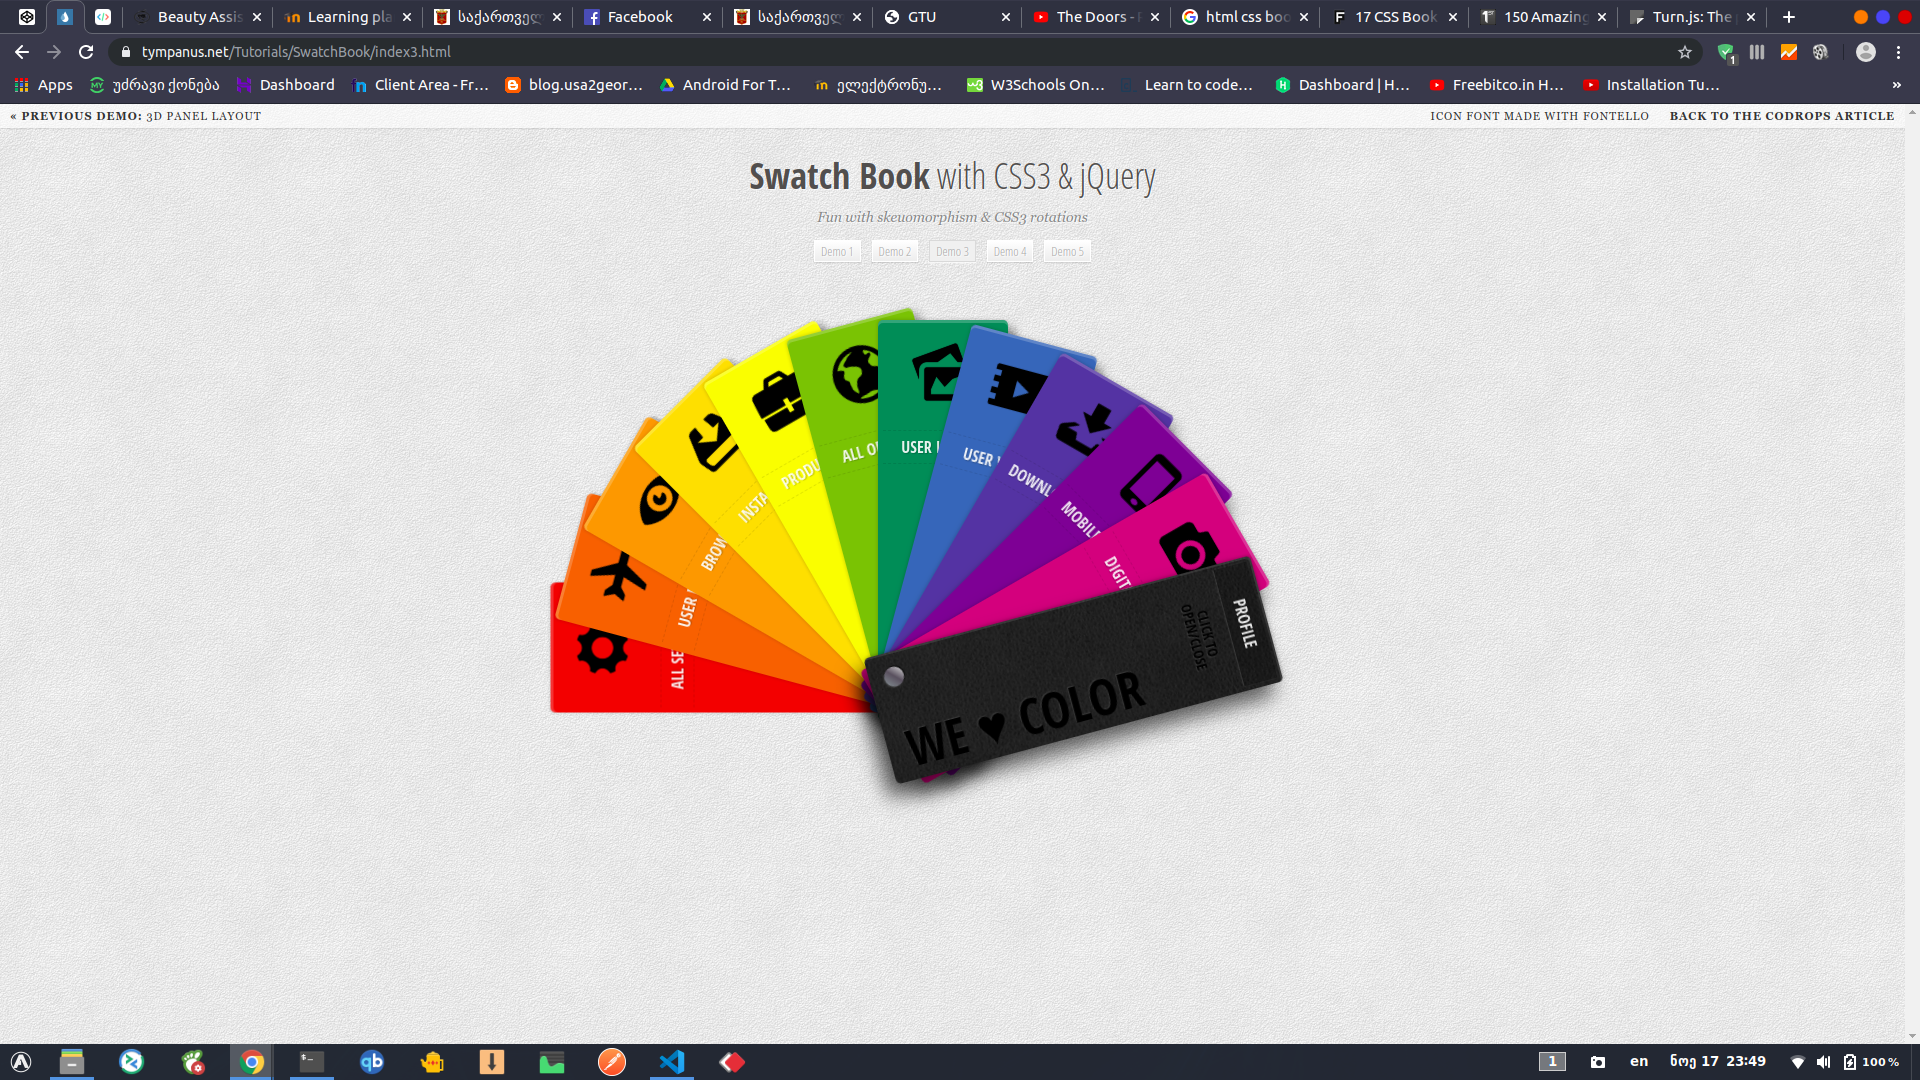 Beauty Assis
Learning pla
საქართველ
Facebook
საქართველ
GTU
The Doors - 
html css boo
17 CSS Book
150 Amazing
Turn.js: The
tympanus.net/Tutorials/SwatchBook/index3.html
1
Apps
უძრავი ქონება
Dashboard
Client Area - Fr...
blog.usa2geor...
Android For T...
ელექტრონუ...
W3Schools On...
Learn to code...
Dashboard | H...
Freebitco.in H...
Installation Tu...
»
« PREVIOUS DEMO: 3D PANEL LAYOUT
ICON FONT MADE WITH FONTELLO
BACK TO THE CODROPS ARTICLE
Swatch Book with CSS3 & jQuery
Fun with skeuomorphism & CSS3 rotations
Demo 1
Demo 2
Demo 3
Demo 4
Demo 5
ALL SE
USER
BROW
INSTA
PRODU
ALL O
USER
USER
DOWNL
MOBIL
DIGIT
PROFILE
CLICK TO
OPEN/CLOSE
WE ♥ COLOR
1
en
ნოე 17 23:49
100 %